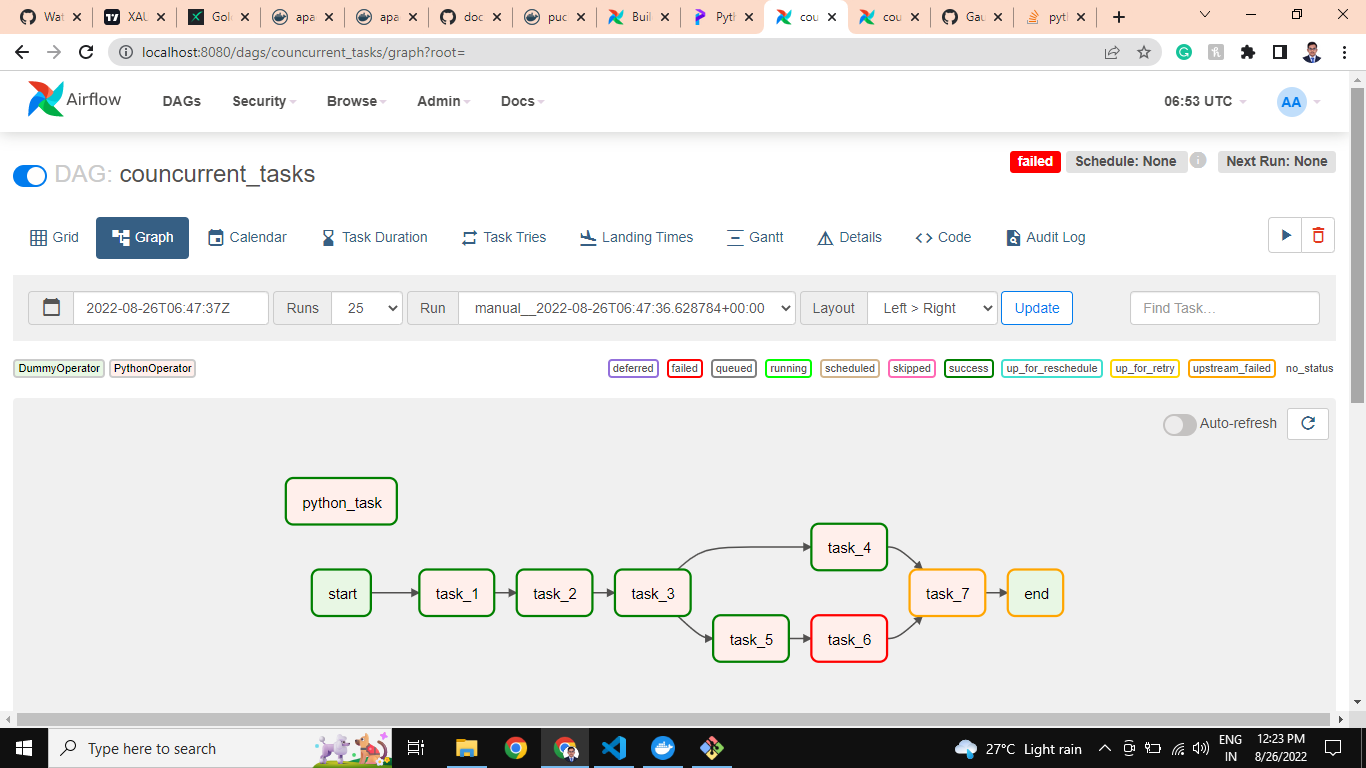 Wat
XAU
Gol
apa
apa
doc
puc
Buil
Pyth
cou
cou
Gau
pyth
localhost:8080/dags/councurrent_tasks/graph?root=
Airflow DAGs Security Browse Admin Docs 06:53 UTC AA
failed Schedule: None Next Run: None
DAG: councurrent_tasks
Grid Graph Calendar Task Duration Task Tries Landing Times Gantt Details Code Audit Log
2022-08-26T06:47:37Z Runs 25 Run manual__2022-08-26T06:47:36.628784+00:00 Layout Left > Right Update Find Task...
DummyOperator PythonOperator deferred failed queued running scheduled skipped success up_for_reschedule up_for_retry upstream_failed no_status
Auto-refresh
python_task
task_4
start task_1 task_2 task_3 task_7 end
task_5 task_6
Type here to search 27°C Light rain ENG 12:23 PM
IN 8/26/2022